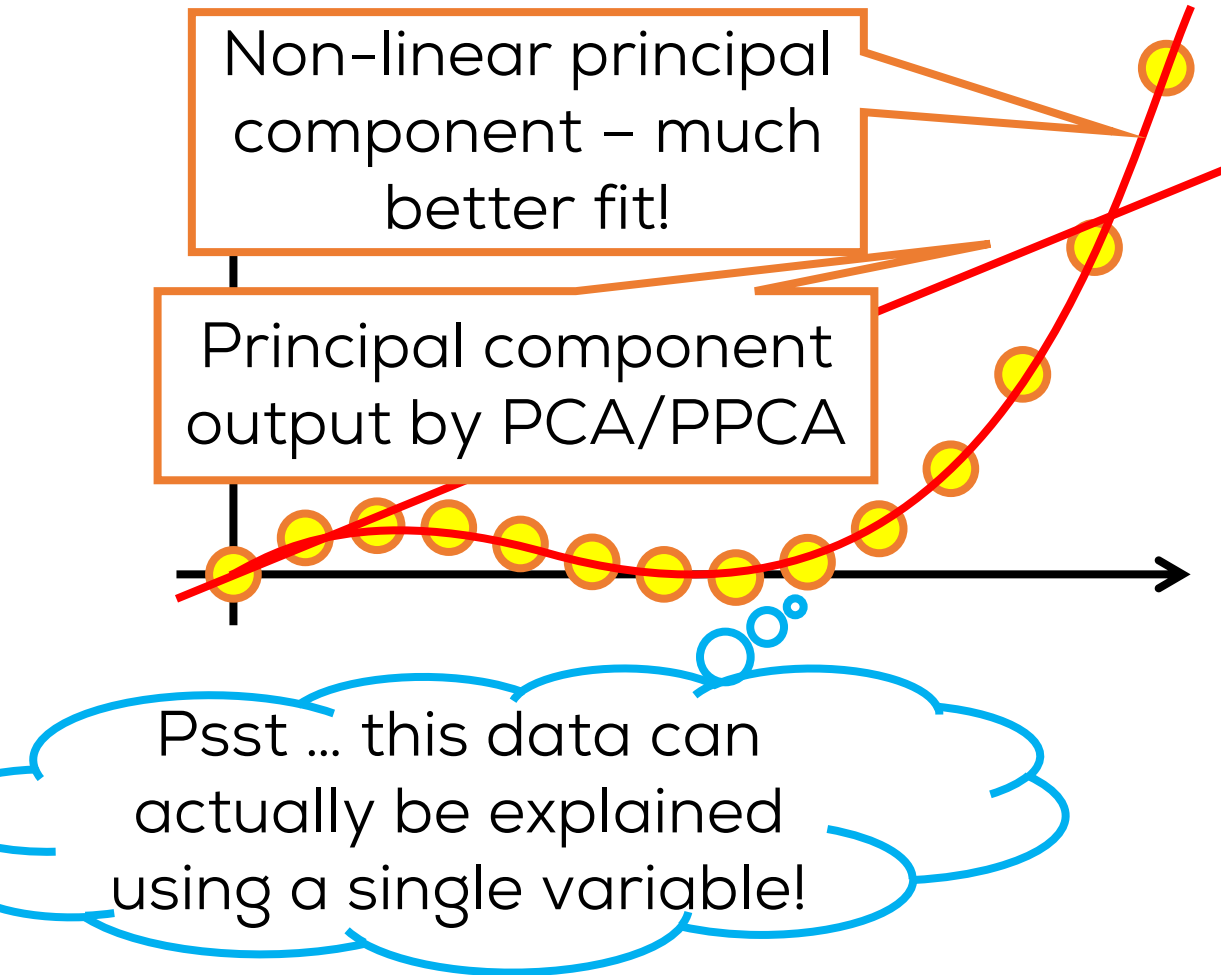 Non-linear principal
component – much
better fit!
Principal component
output by PCA/PPCA
Psst ... this data can
actually be explained
using a single variable!